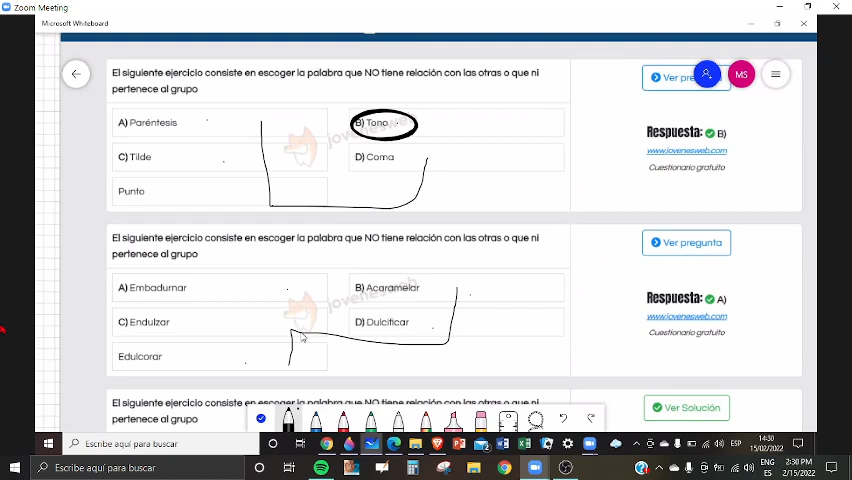 Zoom Meeting
Microsoft Whiteboard
El siguiente ejercicio consiste en escoger la palabra que NO tiene relación con las otras o que ni
pertenece al grupo
A) Paréntesis
B) Tono
C) Tilde
D) Coma
Punto
jovenesweb
Ver pre
MS
Respuesta: B)
www.jovenesweb.com
Cuestionario gratuito
El siguiente ejercicio consiste en escoger la palabra que NO tiene relación con las otras o que ni
pertenece al grupo
A) Embadurnar
B) Acaramelar
C) Endulzar
D) Dulcificar
Edulcorar
jovenesweb
Ver pregunta
Respuesta: A)
www.jovenesweb.com
Cuestionario gratuito
El siguiente ejercicio consiste en escoger la palabra que NO tiene relación con las otras o que ni
pertenece al grupo
Ver Solución
Escribe aquí para buscar
ESP
14:30
15/02/2022
Escribe aquí para buscar
ENG
ES
2:30 PM
2/15/2022